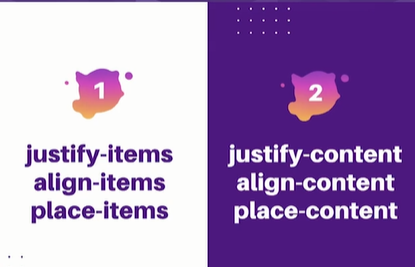 1
justify-items
align-items
place-items
2
justify-content
align-content
place-content